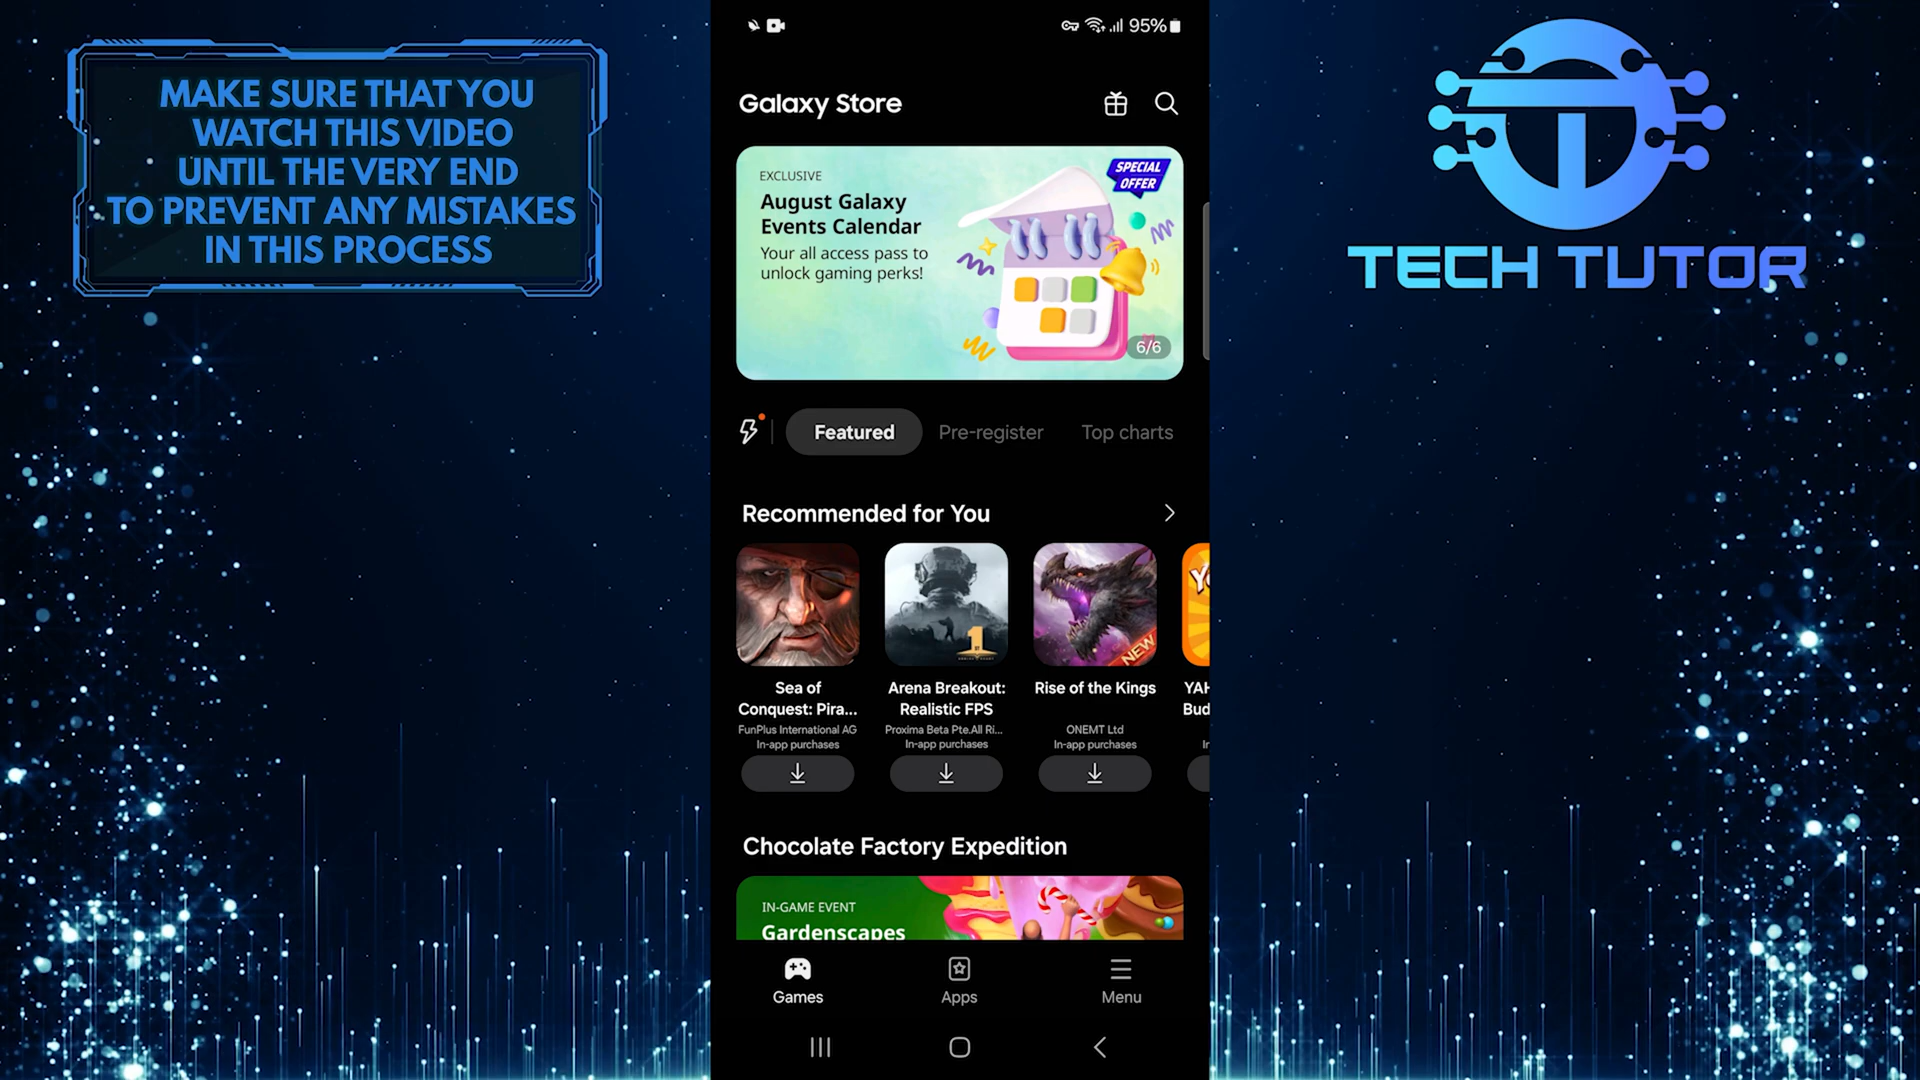 MAKE SURE THAT YOU
WATCH THIS VIDEO
UNTIL THE VERY END
TO PREVENT ANY MISTAKES
IN THIS PROCESS
95%
Galaxy Store
EXCLUSIVE
August Galaxy
Events Calendar
Your all access pass to
unlock gaming perks!
SPECIAL
OFFER
6/6
Featured
Pre-register
Top charts
Recommended for You
1
NEW
Sea of
Conquest: Pira...
FunPlus International AG
In-app purchases
Arena Breakout:
Realistic FPS
Proxima Beta Pte.All Ri...
In-app purchases
Rise of the Kings
ONEMT Ltd
In-app purchases
YAH
Bud
Chocolate Factory Expedition
IN-GAME EVENT
Gardenscapes
Games
Apps
Menu
TECH TUTOR